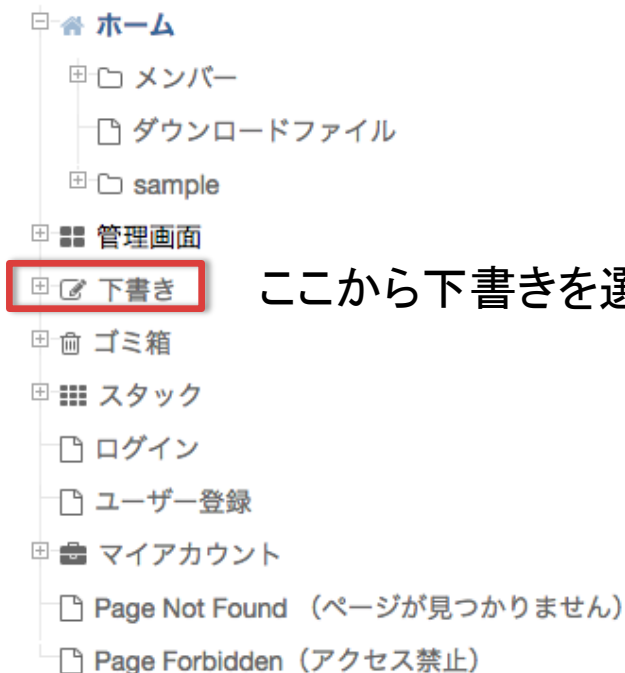 ホーム
メンバー
ダウンロードファイル
sample
管理画面
下書き
ここから下書きを選
ゴミ箱
スタック
ログイン
ユーザー登録
マイアカウント
Page Not Found （ページが見つかりません）
Page Forbidden（アクセス禁止）